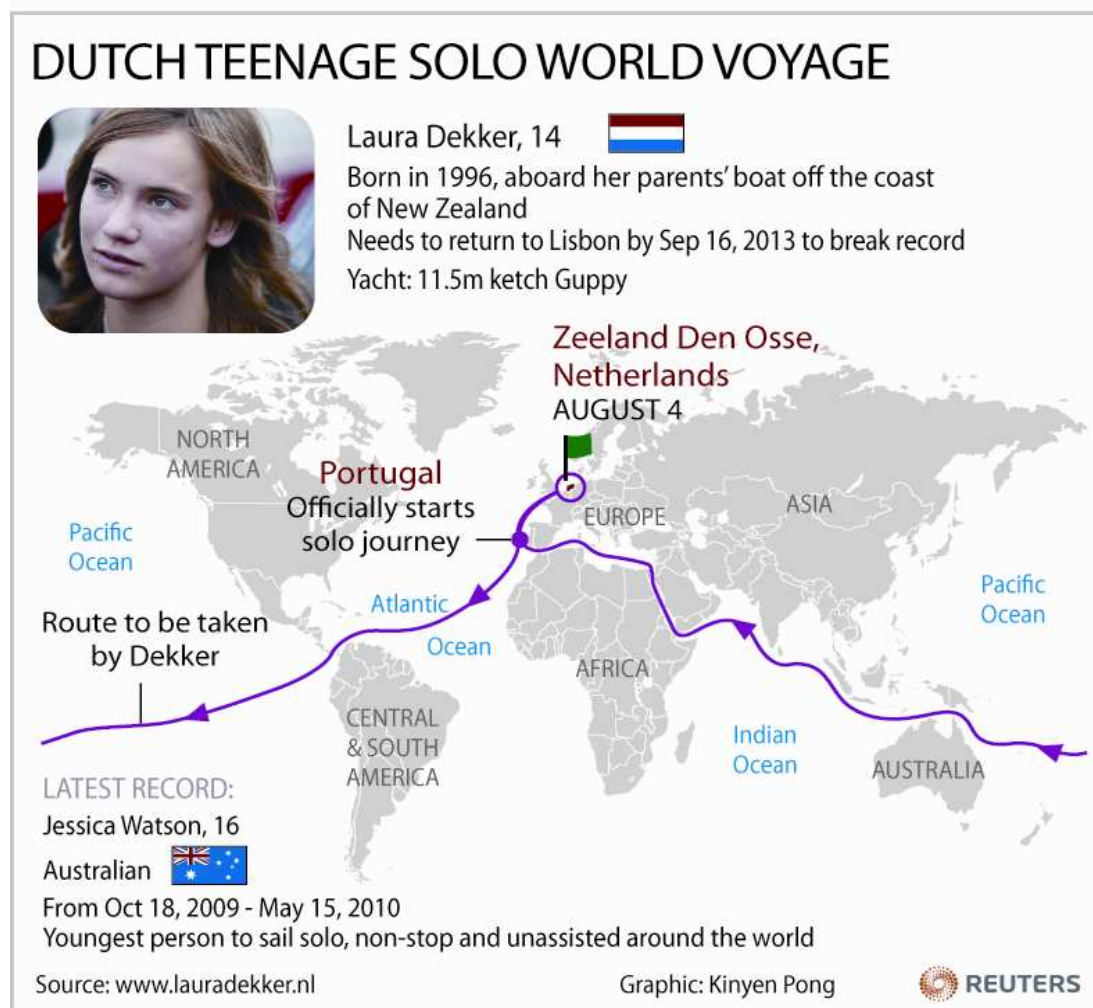 DUTCH TEENAGE SOLO WORLD VOYAGE
Laura Dekker, 14
Born in 1996, aboard her parents' boat off the coast
of New Zealand
Needs to return to Lisbon by Sep 16, 2013 to break record
Yacht: 11.5m ketch Guppy
Zeeland Den Osse,
Netherlands
AUGUST 4
NORTH
AMERICA
Portugal
Officially starts
solo journey
EUROPE
ASIA
Pacific
Ocean
Pacific
Ocean
Atlantic
Ocean
Route to be taken
by Dekker
AFRICA
CENTRAL
& SOUTH
AMERICA
Indian
Ocean
AUSTRALIA
LATEST RECORD:
Jessica Watson, 16
Australian
From Oct 18, 2009 - May 15, 2010
Youngest person to sail solo, non-stop and unassisted around the world
Source: www.lauradekker.nl
Graphic: Kinyen Pong
REUTERS